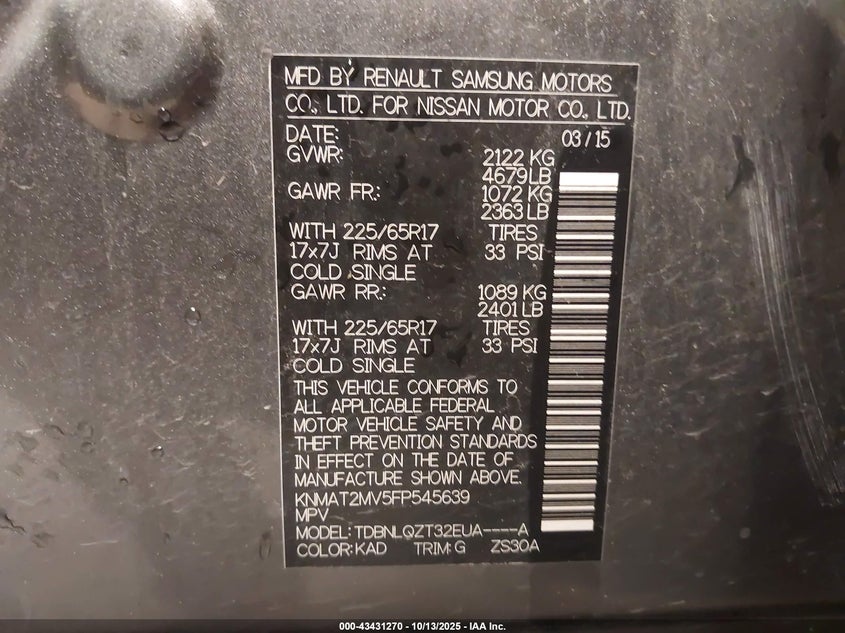 MFD BY RENAULT SAMSUNG MOTORS
CO., LTD. FOR NISSAN MOTOR CO., LTD.
DATE: 03/15
GVWR: 2122 KG
4679 LB
GAWR FR.: 1072 KG
2363 LB
WITH 225/65R17 TIRES
17x7J RIMS AT 33 PSI
COLD SINGLE
GAWR RR.: 1089 KG
2401 LB
WITH 225/65R17 TIRES
17x7J RIMS AT 33 PSI
COLD SINGLE
THIS VEHICLE CONFORMS TO
ALL APPLICABLE FEDERAL
MOTOR VEHICLE SAFETY AND
THEFT PREVENTION STANDARDS
IN EFFECT ON THE DATE OF
MANUFACTURE SHOWN ABOVE.
KNMAT2MV5FP545639
MPV
MODEL: TDBNLQZT32EUA----A
COLOR: KAD TRIM: G ZS30A
000-43431270 - 10/13/2025 - IAA Inc.